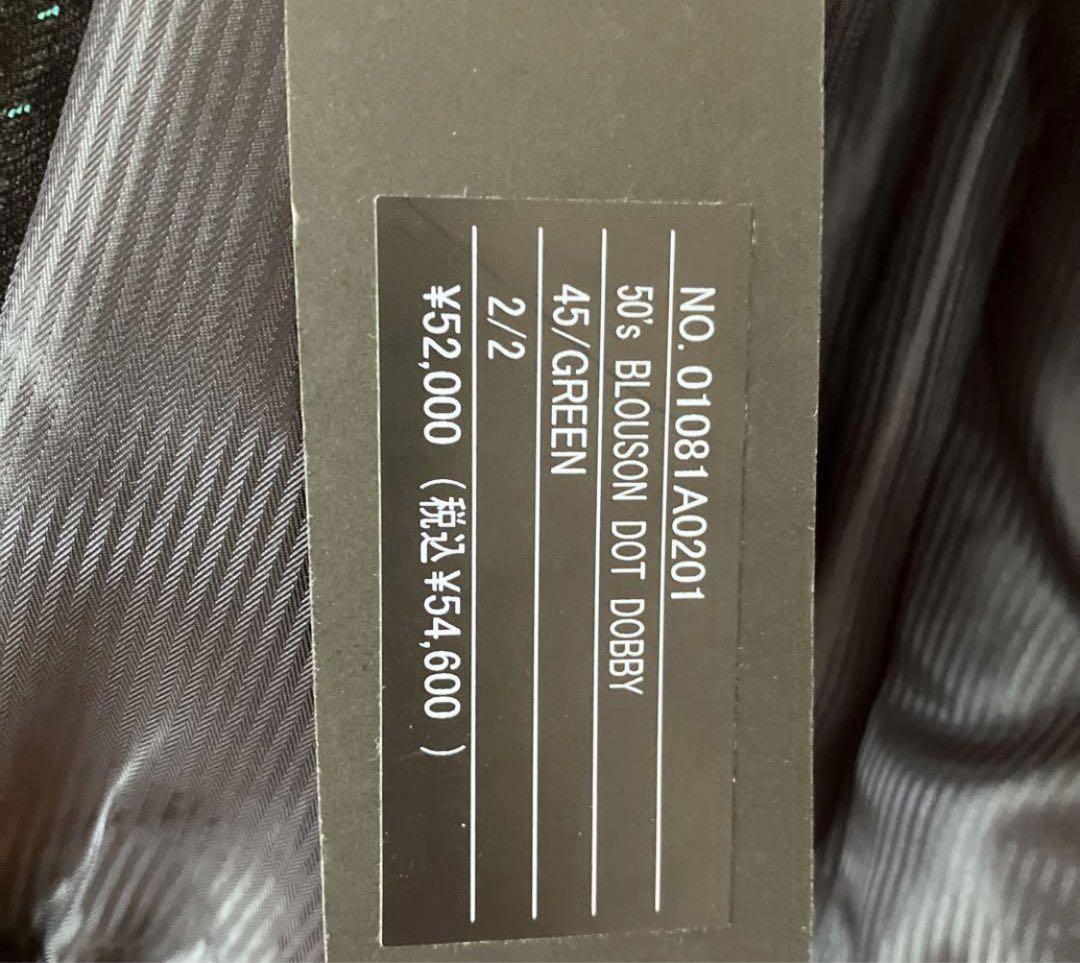 NO. 01081A0201
50's BLOUSON DOT DOBBY
45/GREEN
2/2
¥52,000 (税込¥54,600 )